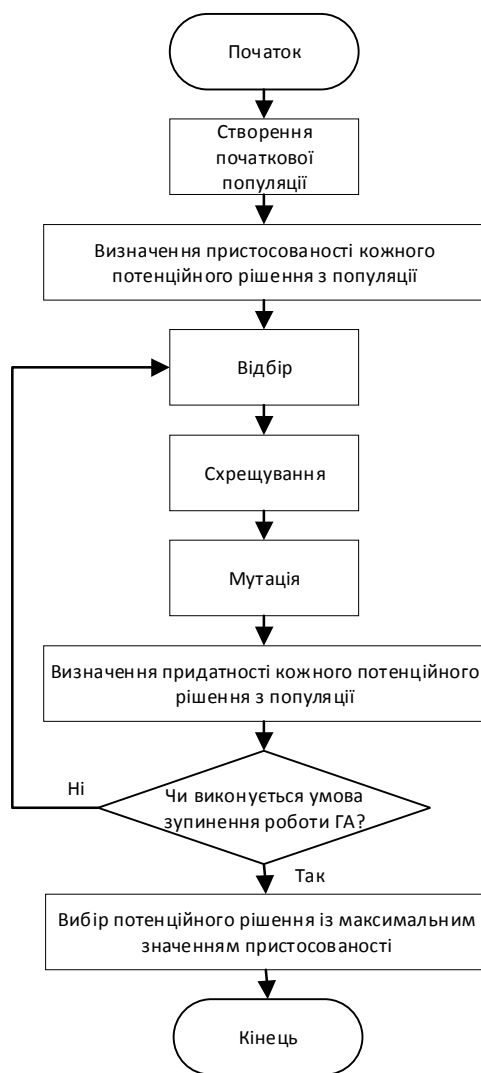 Початок
Створення
початкової
популяції
Визначення пристосованості кожного
потенційного рішення з популяції
Відбір
Схрещування
Мутація
Визначення придатності кожного потенційного
рішення з популяції
Ні
Чи виконується умова
зупинення роботи ГА?
Так
Вибір потенційного рішення із максимальним
значенням пристосованості
Кінець